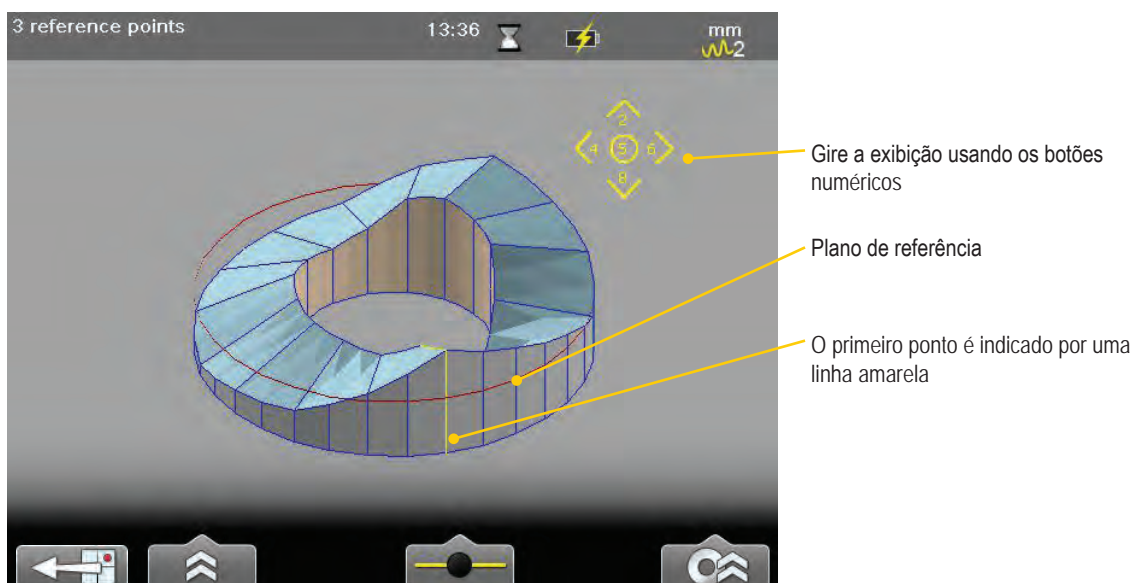 3 reference points
13:36
mm
2
2
4 5 6
8
Gire a exibição usando os botões
numéricos
Plano de referência
O primeiro ponto é indicado por uma
linha amarela